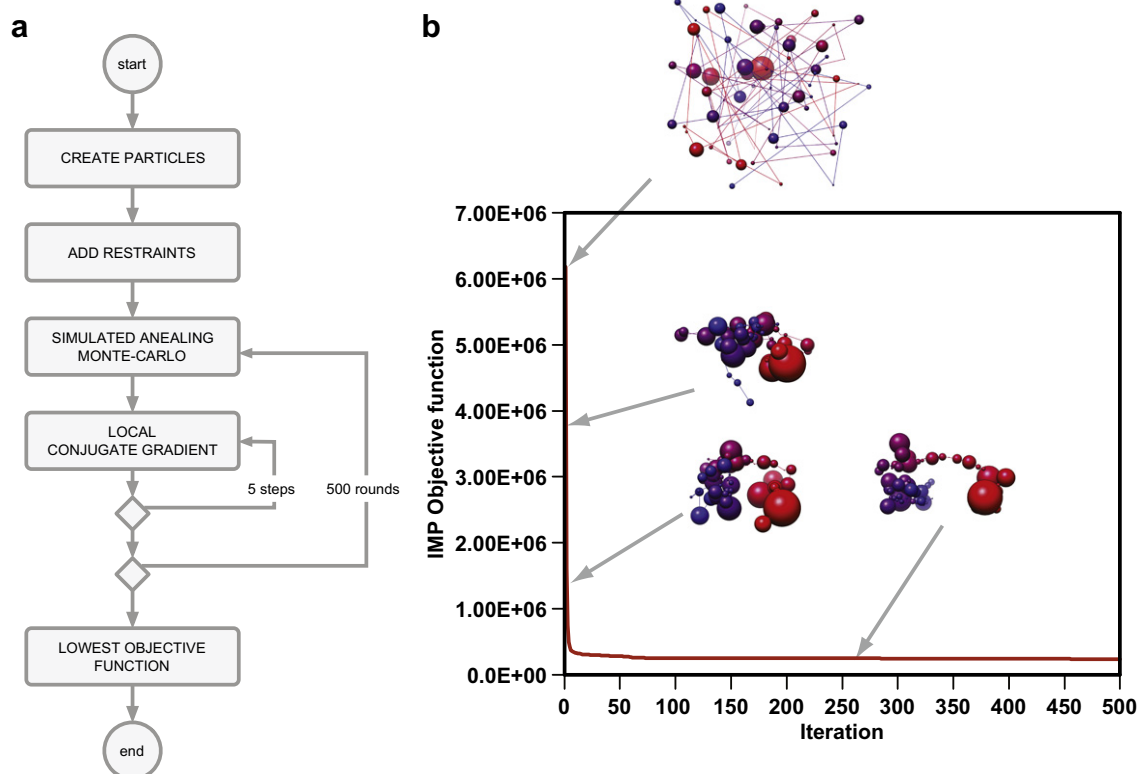 a
start
CREATE PARTICLES
ADD RESTRAINTS
SIMULATED ANEALING
MONTE-CARLO
LOCAL
CONJUGATE GRADIENT
5 steps
500 rounds
LOWEST OBJECTIVE
FUNCTION
end
b
IMP Objective function
7.00E+06
6.00E+06
5.00E+06
4.00E+06
3.00E+06
2.00E+06
1.00E+06
0.0E+00
0 50 100 150 200 250 300 350 400 450 500
Iteration